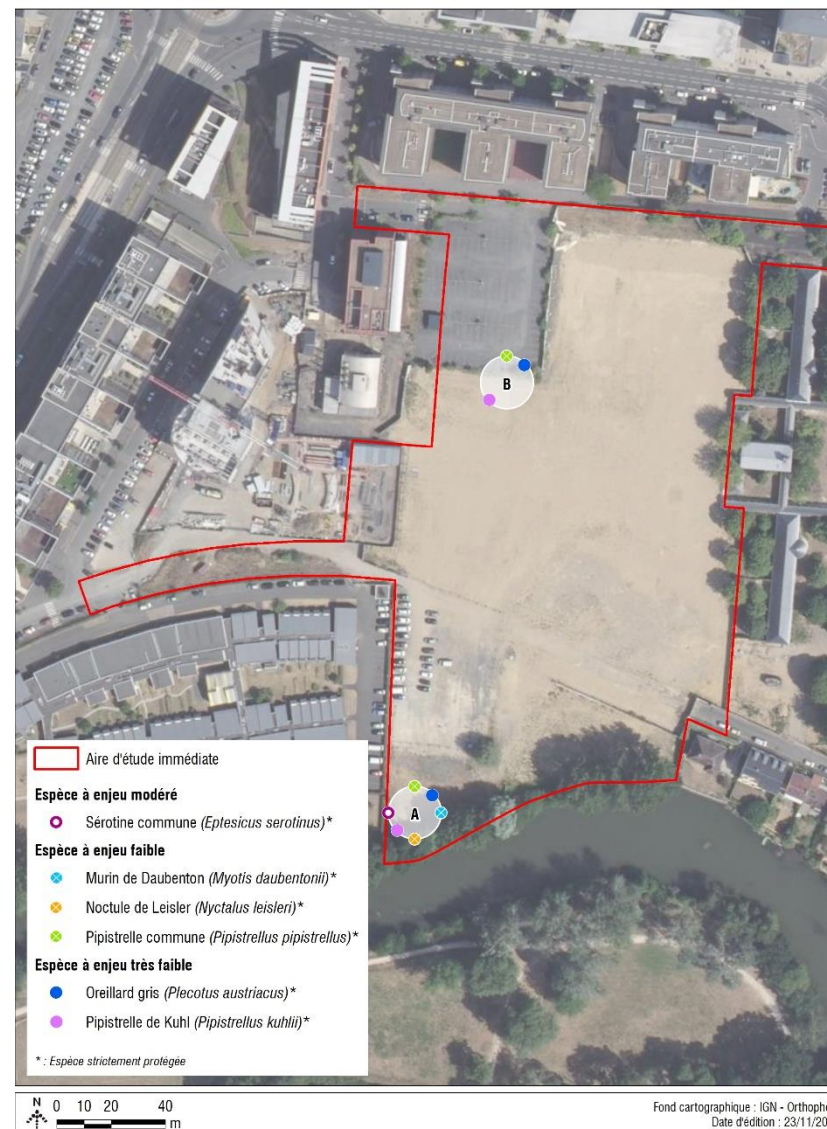 B
A
Aire d'étude immédiate
Espèce à enjeu modéré
Sérotine commune (Eptesicus serotinus)*
Espèce à enjeu faible
Murin de Daubenton (Myotis daubentonii)*
Noctule de Leisler (Nyctalus leisleri)*
Pipistrelle commune (Pipistrellus pipistrellus)*
Espèce à enjeu très faible
Oreillard gris (Plecotus austriacus)*
Pipistrelle de Kuhl (Pipistrellus kuhlii)*
* : Espèce strictement protégée
N
0 10 20 40
m
Fond cartographique : IGN - Orthopho
Date d'édition : 23/11/20